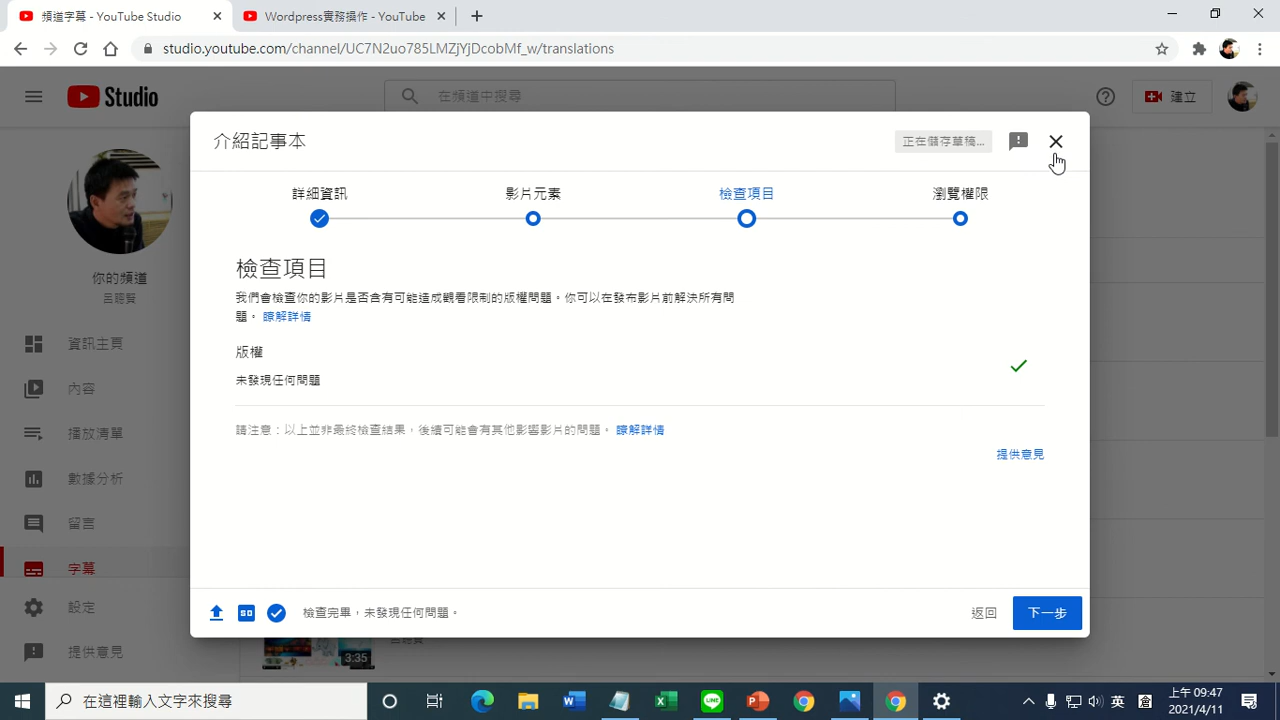 頻道字幕 - YouTube Studio
Wordpress實務操作 - YouTube
studio.youtube.com/channel/UC7N2uo785LMZjYjDcobMf_w/translations
Studio
在頻道中搜尋
建立
介紹記事本
正在儲存草稿...
詳細資訊
影片元素
檢查項目
瀏覽權限
檢查項目
我們會檢查你的影片是否含有可能造成觀看限制的版權問題。你可以在發布影片前解決所有問
題。 瞭解詳情
版權
未發現任何問題
請注意：以上並非最終檢查結果，後續可能會有其他影響影片的問題。 瞭解詳情
提供意見
SD
檢查完畢，未發現任何問題。
返回
下一步
你的頻道
呂聰賢
資訊主頁
內容
播放清單
數據分析
留言
字幕
設定
提供意見
3:35
在這裡輸入文字來搜尋
英
上午 09:47
2021/4/11